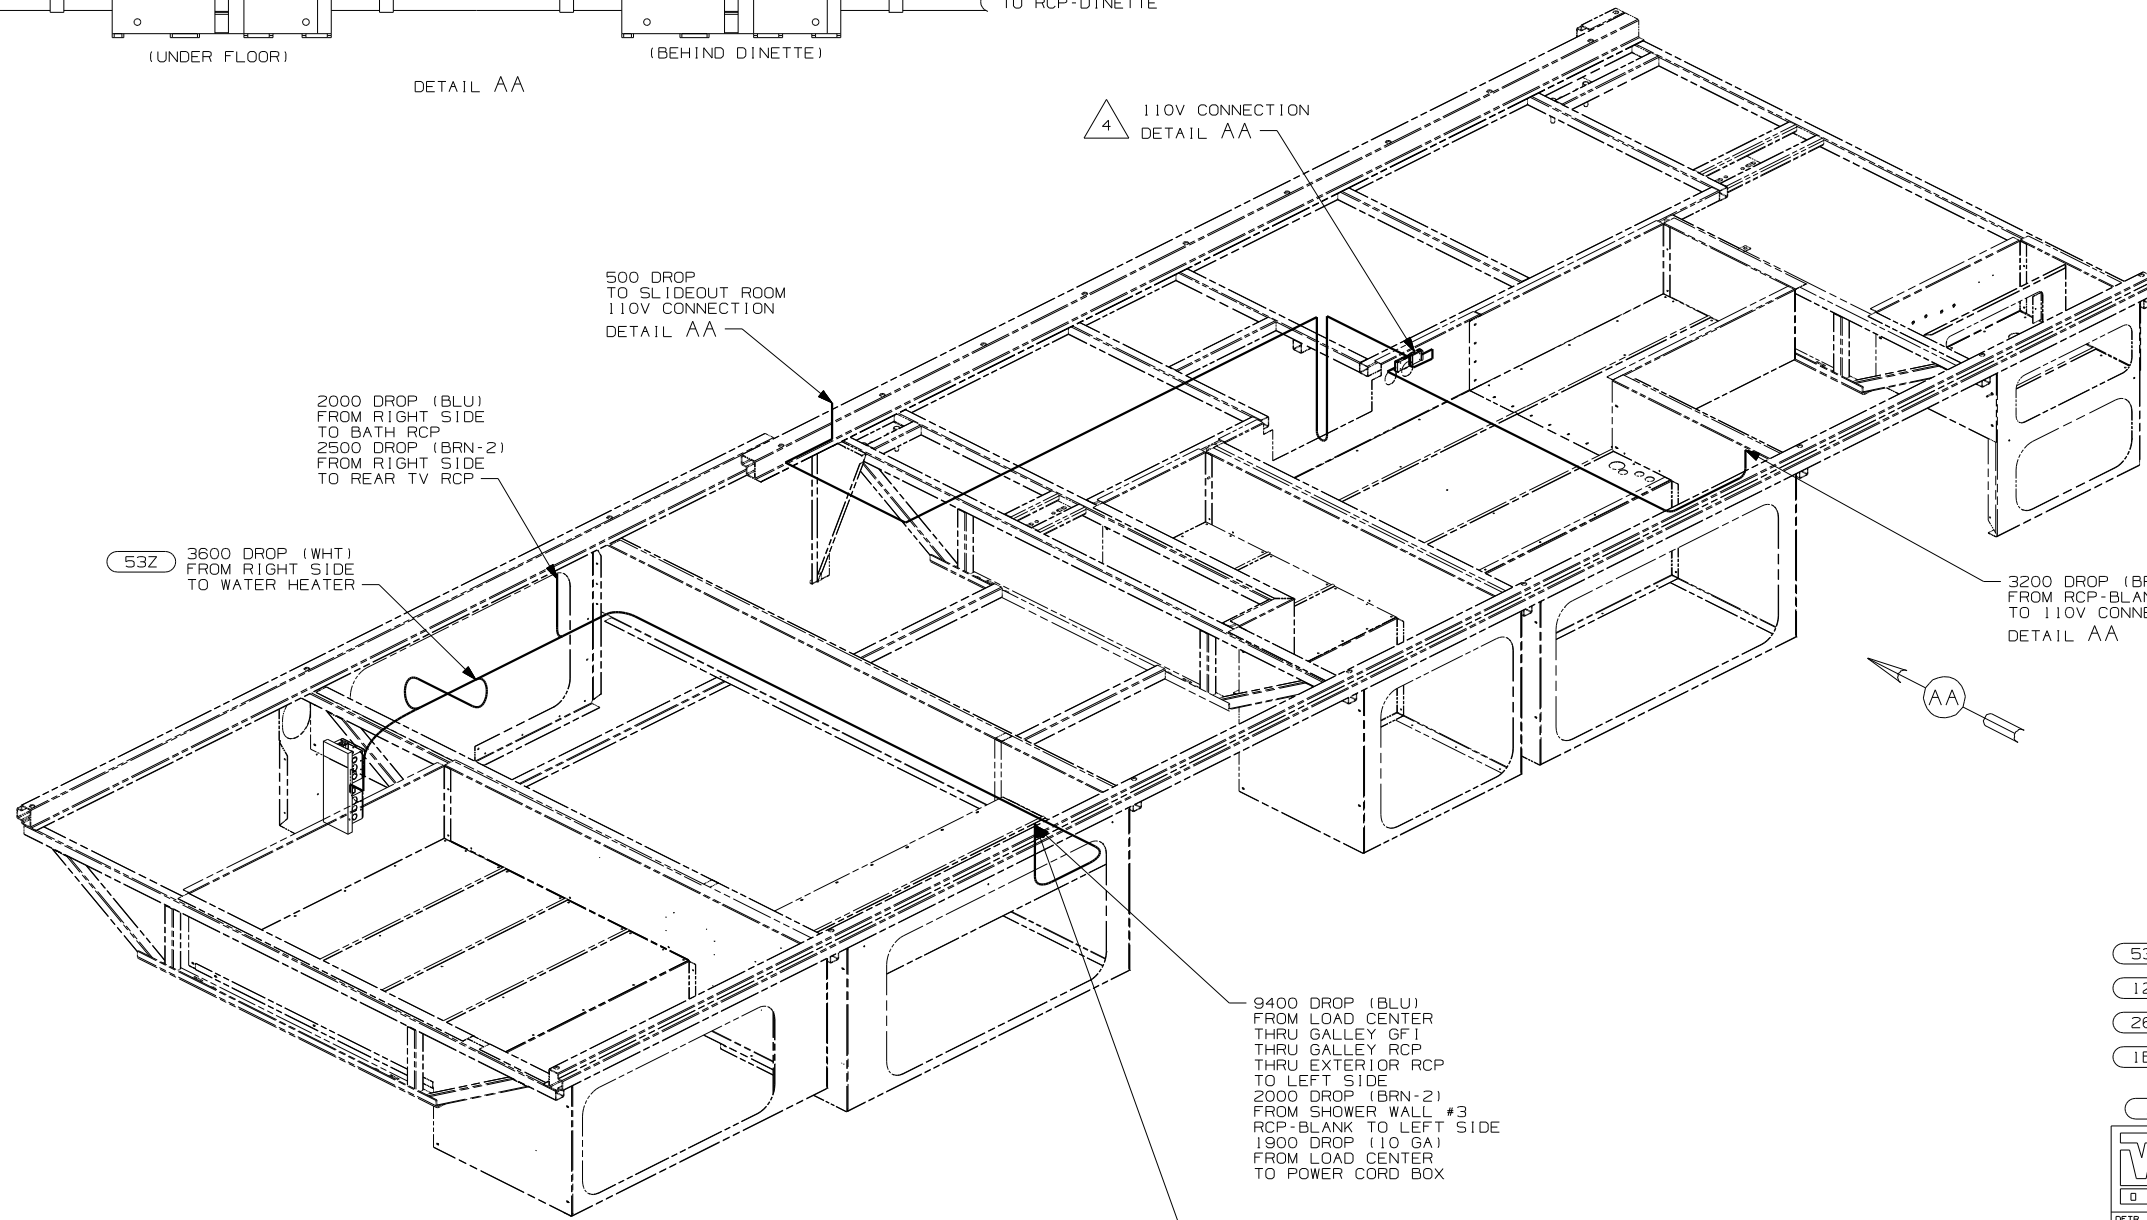 TO RCP-DINETTE
(UNDER FLOOR)
(BEHIND DINETTE)
DETAIL AA
4
110V CONNECTION
DETAIL AA
500 DROP
TO SLIDEOUT ROOM
110V CONNECTION
DETAIL AA
2000 DROP (BLU)
FROM RIGHT SIDE
TO BATH RCP
2500 DROP (BRN-2)
FROM RIGHT SIDE
TO REAR TV RCP
53Z
3600 DROP (WHT)
FROM RIGHT SIDE
TO WATER HEATER
3200 DROP
FROM
TO 110V
DETAIL AA
AA
9400 DROP (BLU)
FROM LOAD CENTER
THRU GALLEY GFI
THRU GALLEY RCP
THRU EXTERIOR RCP
TO LEFT SIDE
2000 DROP (BRN-2)
FROM SHOWER WALL #3
RCP-BLANK TO LEFT SIDE
1900 DROP (10 GA)
FROM LOAD CENTER
TO POWER CORD BOX